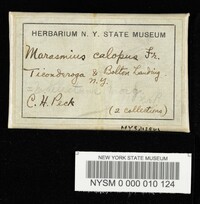 HERBARIUM N. Y. STATE MUSEUM
Marasmius calopus Fr.
Ticonderoga & Bolton Landing
N.Y.
C. H. Peck
(2 collections)
NEW YORK STATE MUSEUM
NYSM 0 000 010 124